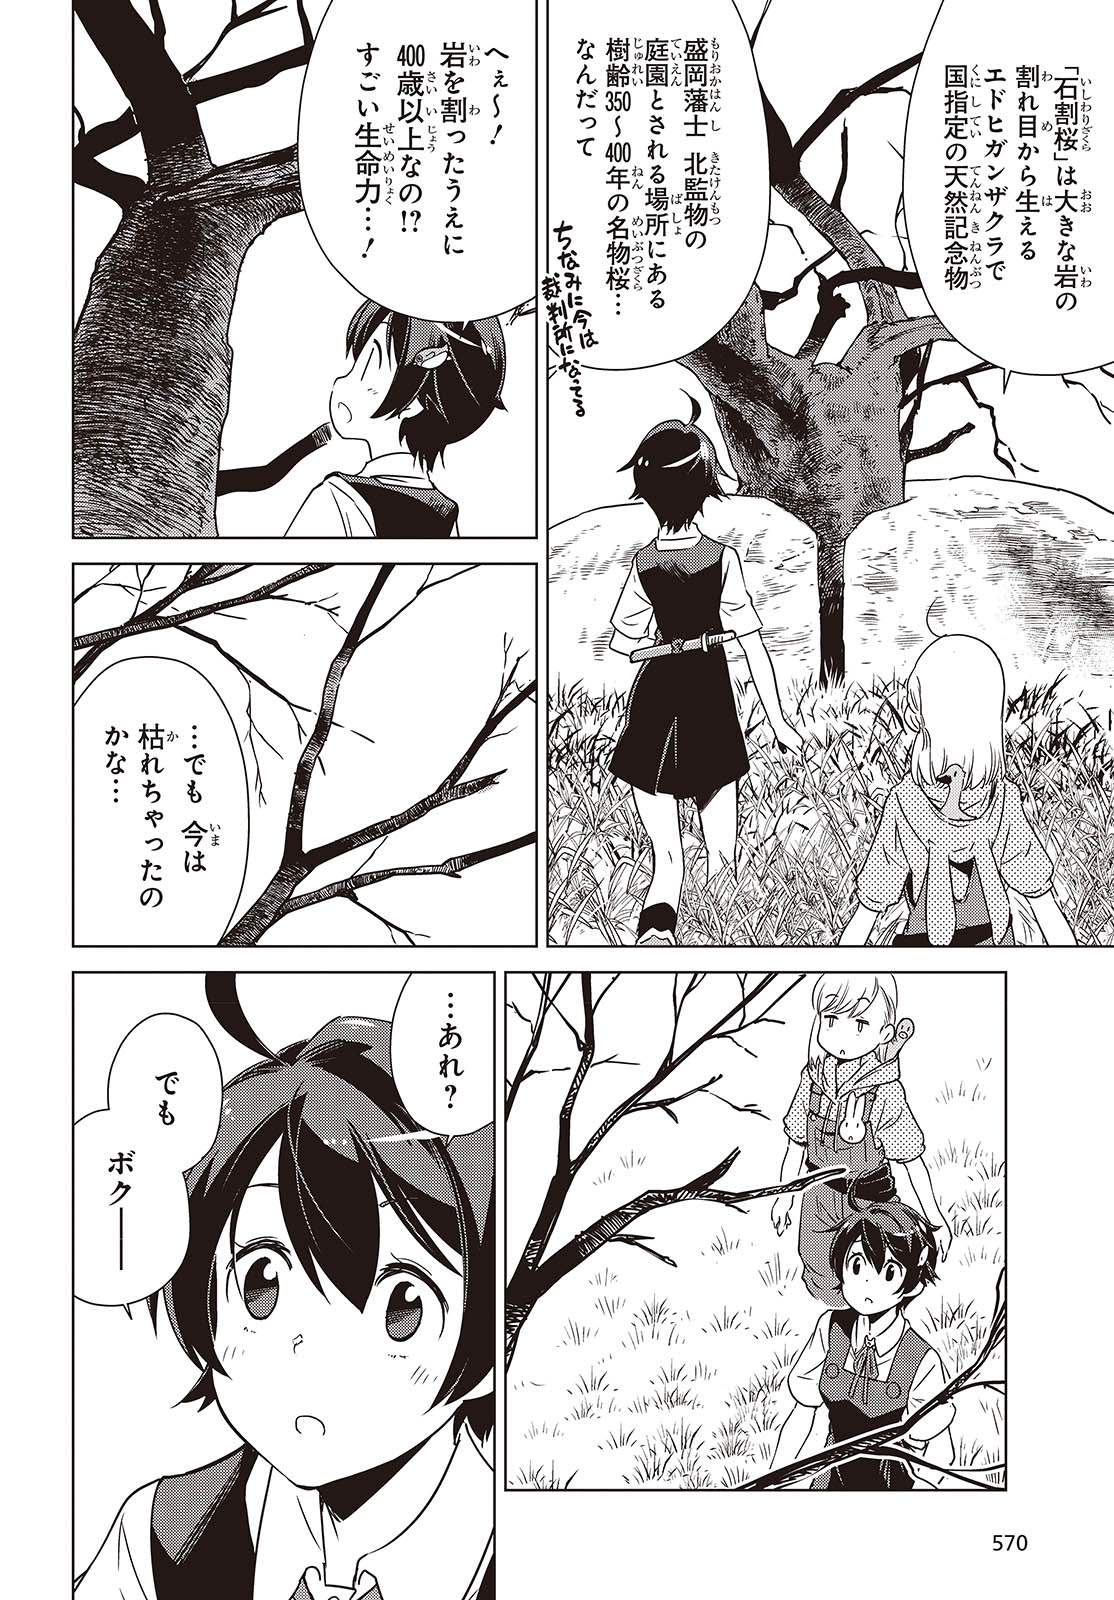 「石割桜」は大きな岩の
割れ目から生える
エドヒガンザクラで
国指定の天然記念物
盛岡藩士 北監物の
庭園とされる場所にある
樹齢350〜400年の名物桜…
なんだって
ちなみに今は
裁判所になってる
へぇ〜!
岩を割ったうえに
400歳以上なの!?
すごい生命力…!
…でも 今は
枯れちゃったの
かな…
…あれ?
でも
ボク──
570